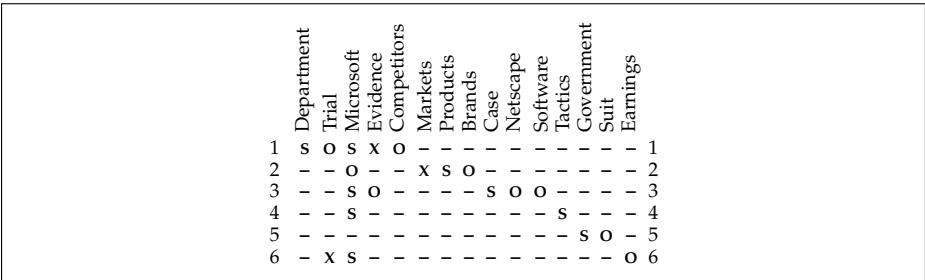 Department
Trial
Microsoft
Evidence
Competitors
Markets
Products
Brands
Case
Netscape
Software
Tactics
Government
Suit
Earnings
1 S O S X O – – – – – – – – – – 1
2 – – O – – X S O – – – – – – – 2
3 – – S O – – – – S O O – – – – 3
4 – – S – – – – – – – – S – – – 4
5 – – – – – – – – – – – – S O – 5
6 – X S – – – – – – – – – – – O 6